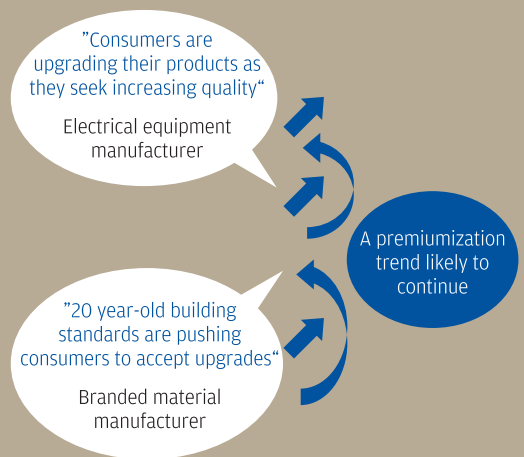 ”Consumers are
upgrading their products as
they seek increasing quality“
Electrical equipment
manufacturer
A premiumization
trend likely to
continue
”20 year-old building
standards are pushing
consumers to accept upgrades“
Branded material
manufacturer